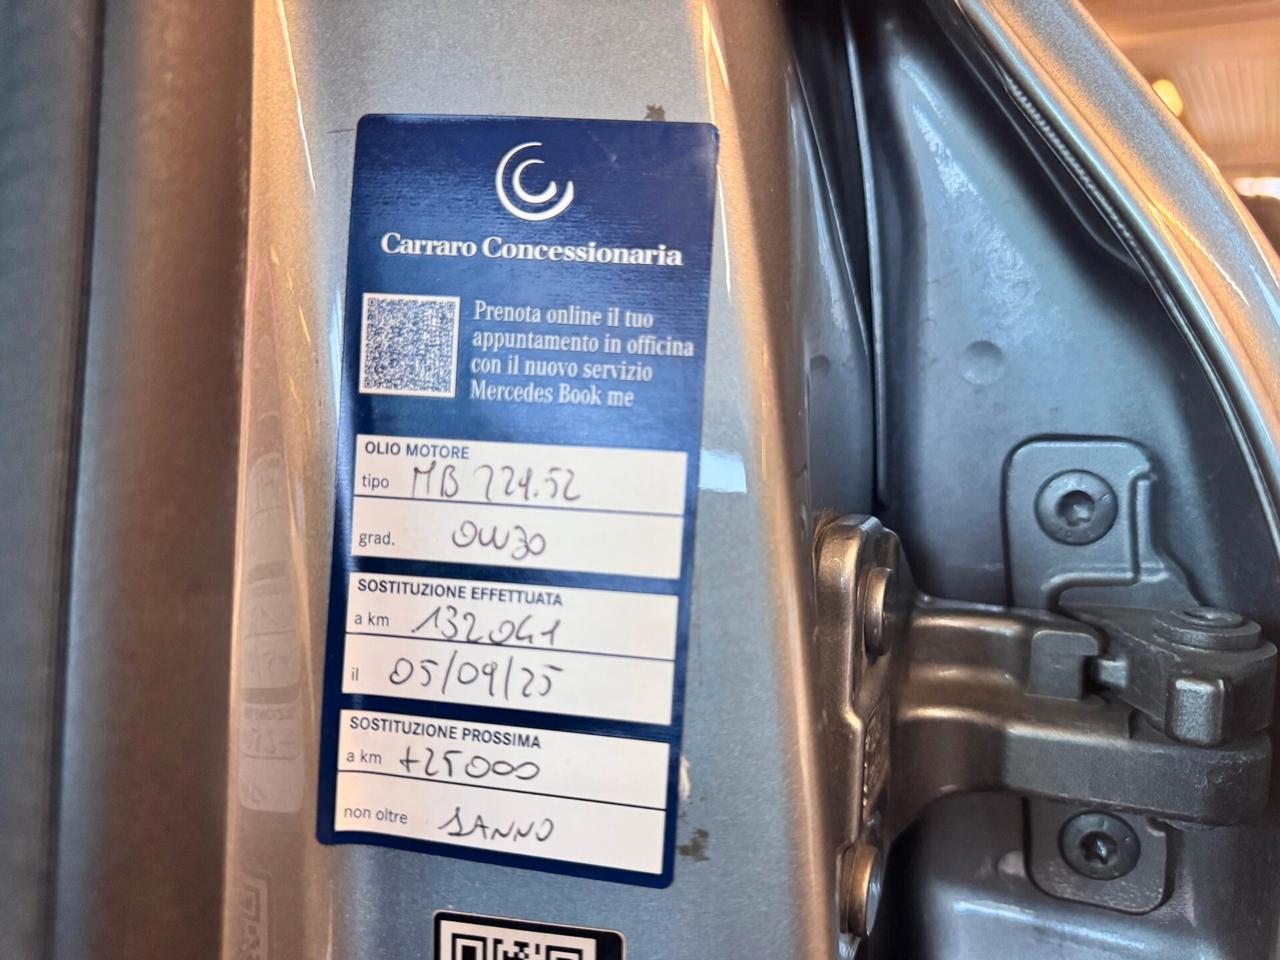 Carraro Concessionaria
Prenota online il tuo
appuntamento in officina
con il nuovo servizio
Mercedes Book me
OLIO MOTORE
tipo MB 229.52
grad. 0W30
SOSTITUZIONE EFFETTUATA
a km 132041
il 05/09/25
SOSTITUZIONE PROSSIMA
a km +25000
non oltre 1ANNO